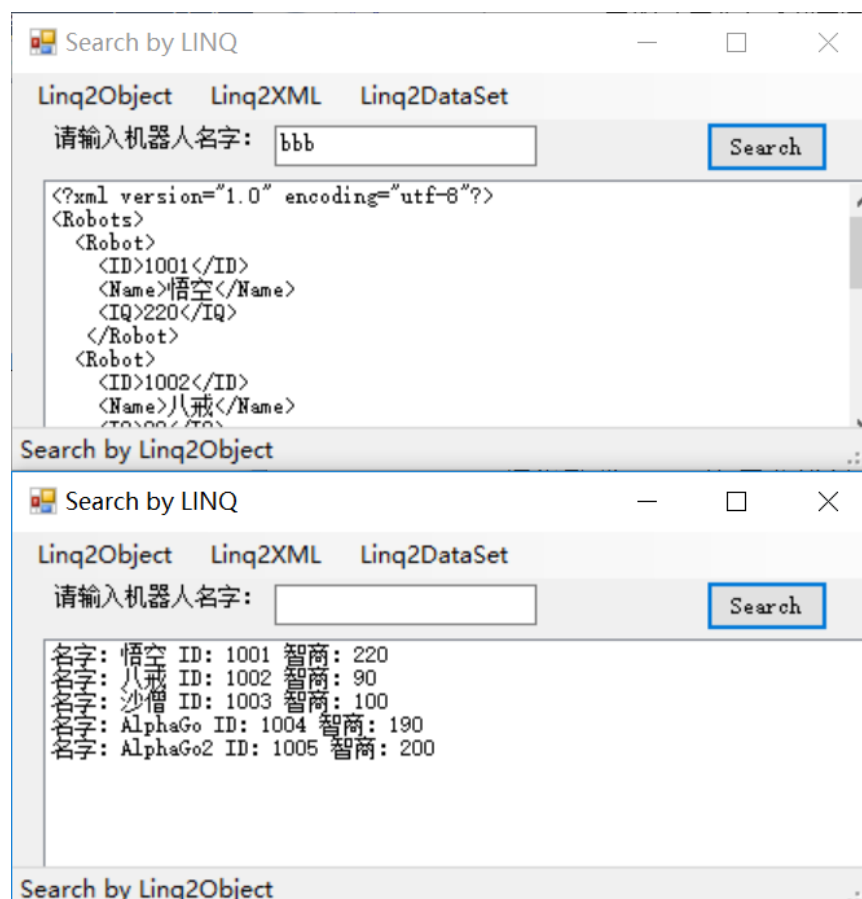 Search by LINQ
Linq2Object Linq2XML Linq2DataSet
请输入机器人名字: bbb Search
<?xml version="1.0" encoding="utf-8"?>
<Robots>
<Robot>
<ID>1001</ID>
<Name>悟空</Name>
<IQ>220</IQ>
</Robot>
<Robot>
<ID>1002</ID>
<Name>八戒</Name>
Search by Linq2Object
Search by LINQ
Linq2Object Linq2XML Linq2DataSet
请输入机器人名字: Search
名字: 悟空 ID: 1001 智商: 220
名字: 八戒 ID: 1002 智商: 90
名字: 沙僧 ID: 1003 智商: 100
名字: AlphaGo ID: 1004 智商: 190
名字: AlphaGo2 ID: 1005 智商: 200
Search by Linq2Object